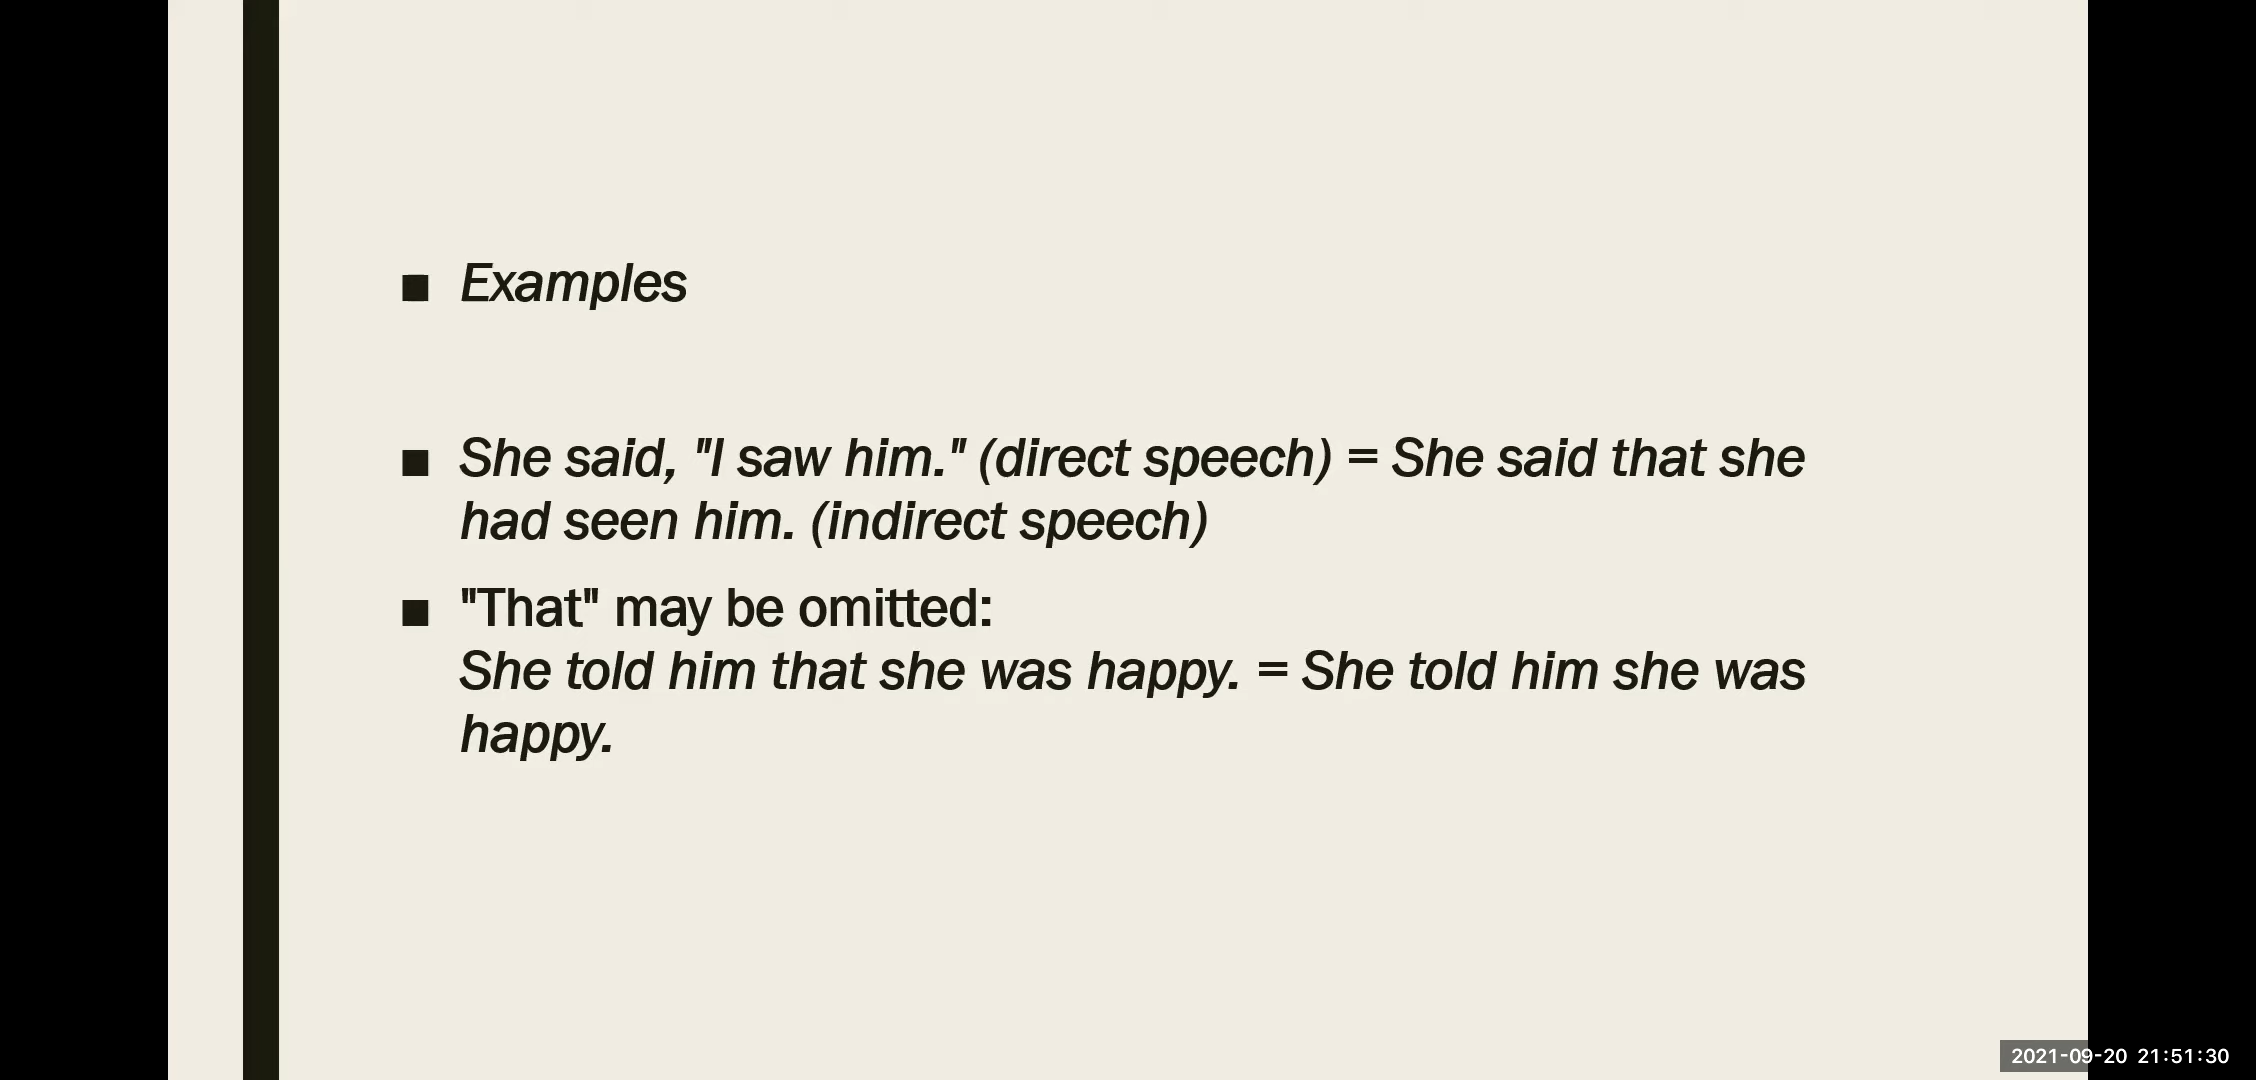 Examples
She said, "I saw him." (direct speech) = She said that she
had seen him. (indirect speech)
"That" may be omitted:
She told him that she was happy. = She told him she was
happy.
2021-09-20 21:51:30